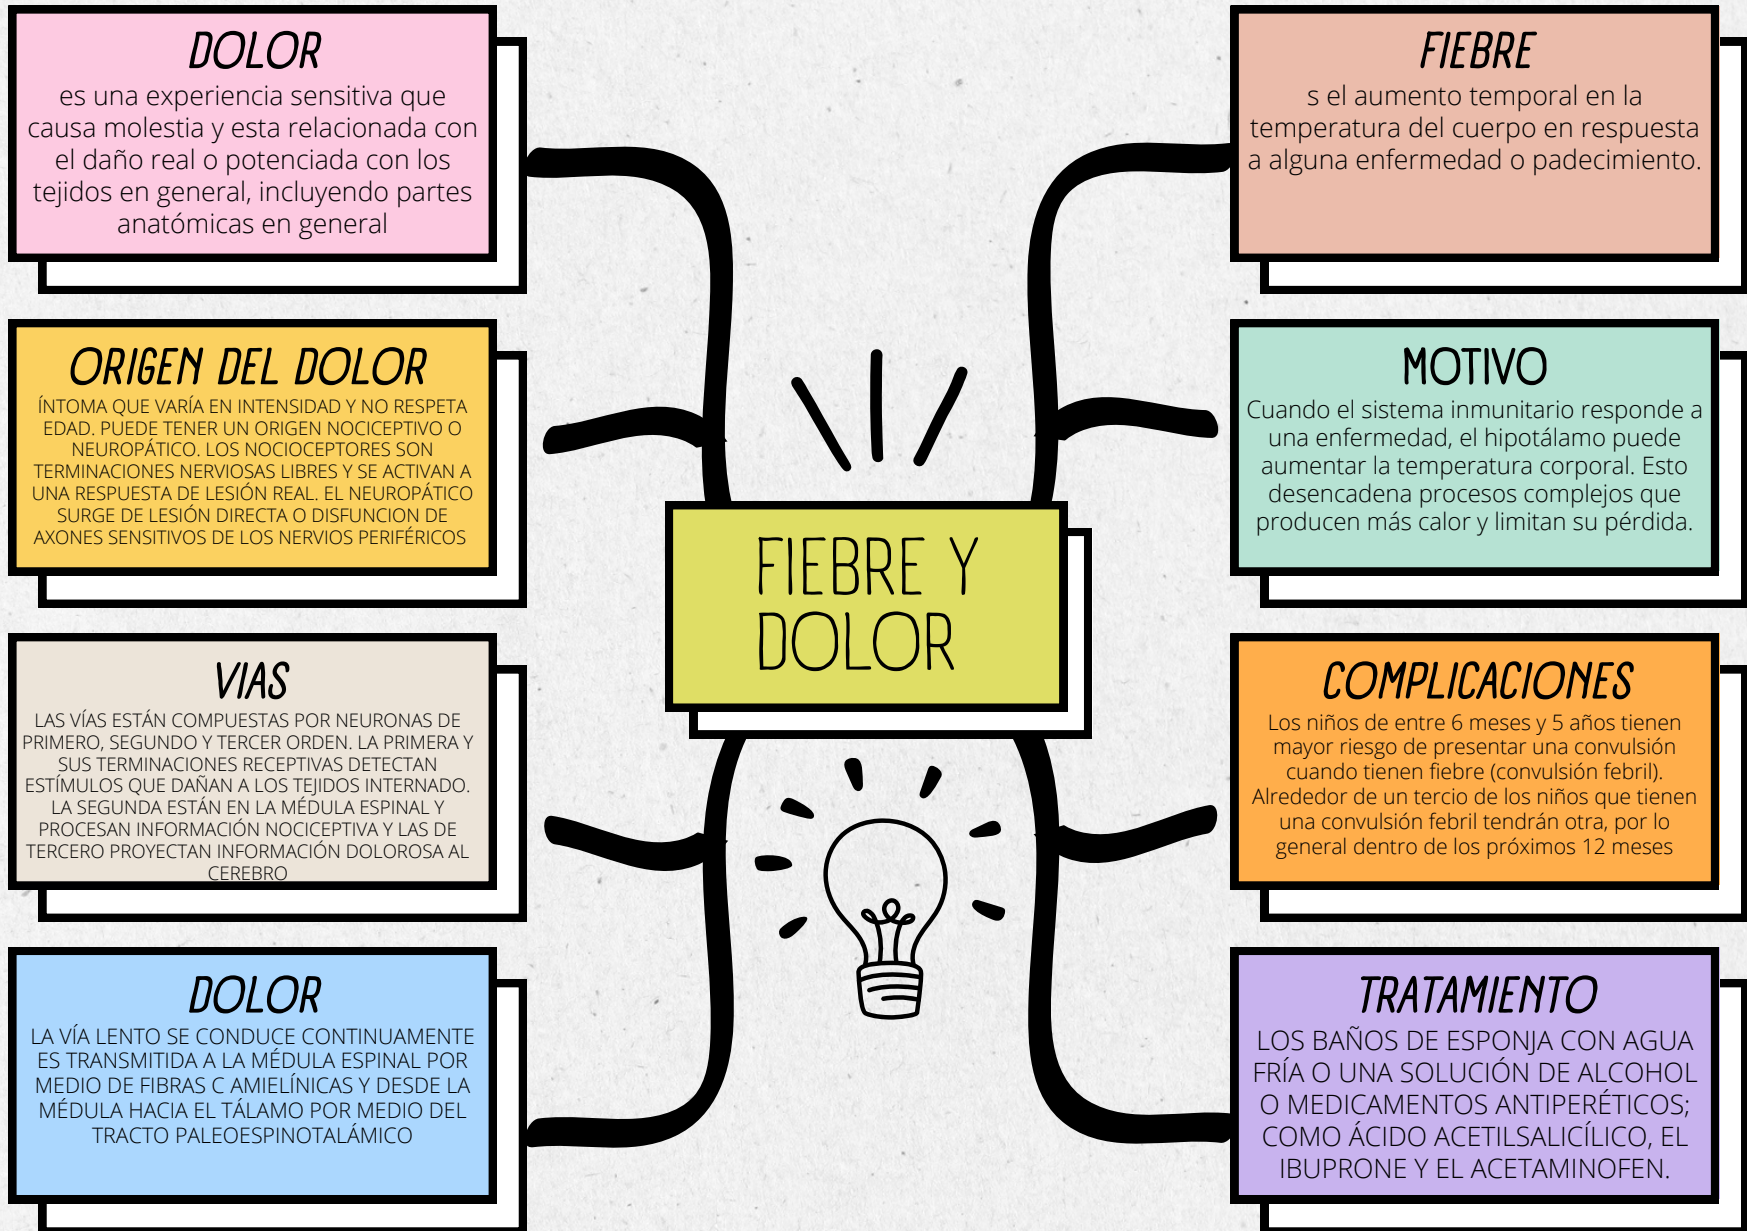 DOLOR
es una experiencia sensitiva que
causa molestia y esta relacionada con
el daño real o potenciada con los
tejidos en general, incluyendo partes
anatómicas en general
ORIGEN DEL DOLOR
ÍNTOMA QUE VARÍA EN INTENSIDAD Y NO RESPETA
EDAD. PUEDE TENER UN ORIGEN NOCICEPTIVO O
NEUROPÁTICO. LOS NOCIOCEPTORES SON
TERMINACIONES NERVIOSAS LIBRES Y SE ACTIVAN A
UNA RESPUESTA DE LESIÓN REAL. EL NEUROPÁTICO
SURGE DE LESIÓN DIRECTA O DISFUNCION DE
AXONES SENSITIVOS DE LOS NERVIOS PERIFÉRICOS
VIAS
LAS VÍAS ESTÁN COMPUESTAS POR NEURONAS DE
PRIMERO, SEGUNDO Y TERCER ORDEN. LA PRIMERA Y
SUS TERMINACIONES RECEPTIVAS DETECTAN
ESTÍMULOS QUE DAÑAN A LOS TEJIDOS INTERNADO.
LA SEGUNDA ESTÁN EN LA MÉDULA ESPINAL Y
PROCESAN INFORMACIÓN NOCICEPTIVA Y LAS DE
TERCERO PROYECTAN INFORMACIÓN DOLOROSA AL
CEREBRO
DOLOR
LA VÍA LENTO SE CONDUCE CONTINUAMENTE
ES TRANSMITIDA A LA MÉDULA ESPINAL POR
MEDIO DE FIBRAS C AMIELÍNICAS Y DESDE LA
MÉDULA HACIA EL TÁLAMO POR MEDIO DEL
TRACTO PALEOESPINOTALÁMICO
FIEBRE Y
DOLOR
FIEBRE
s el aumento temporal en la
temperatura del cuerpo en respuesta
a alguna enfermedad o padecimiento.
MOTIVO
Cuando el sistema inmunitario responde a
una enfermedad, el hipotálamo puede
aumentar la temperatura corporal. Esto
desencadena procesos complejos que
producen más calor y limitan su pérdida.
COMPLICACIONES
Los niños de entre 6 meses y 5 años tienen
mayor riesgo de presentar una convulsión
cuando tienen fiebre (convulsión febril).
Alrededor de un tercio de los niños que tienen
una convulsión febril tendrán otra, por lo
general dentro de los próximos 12 meses
TRATAMIENTO
LOS BAÑOS DE ESPONJA CON AGUA
FRÍA O UNA SOLUCIÓN DE ALCOHOL
O MEDICAMENTOS ANTIPERÉTICOS;
COMO ÁCIDO ACETILSALICÍLICO, EL
IBUPRONE Y EL ACETAMINOFEN.